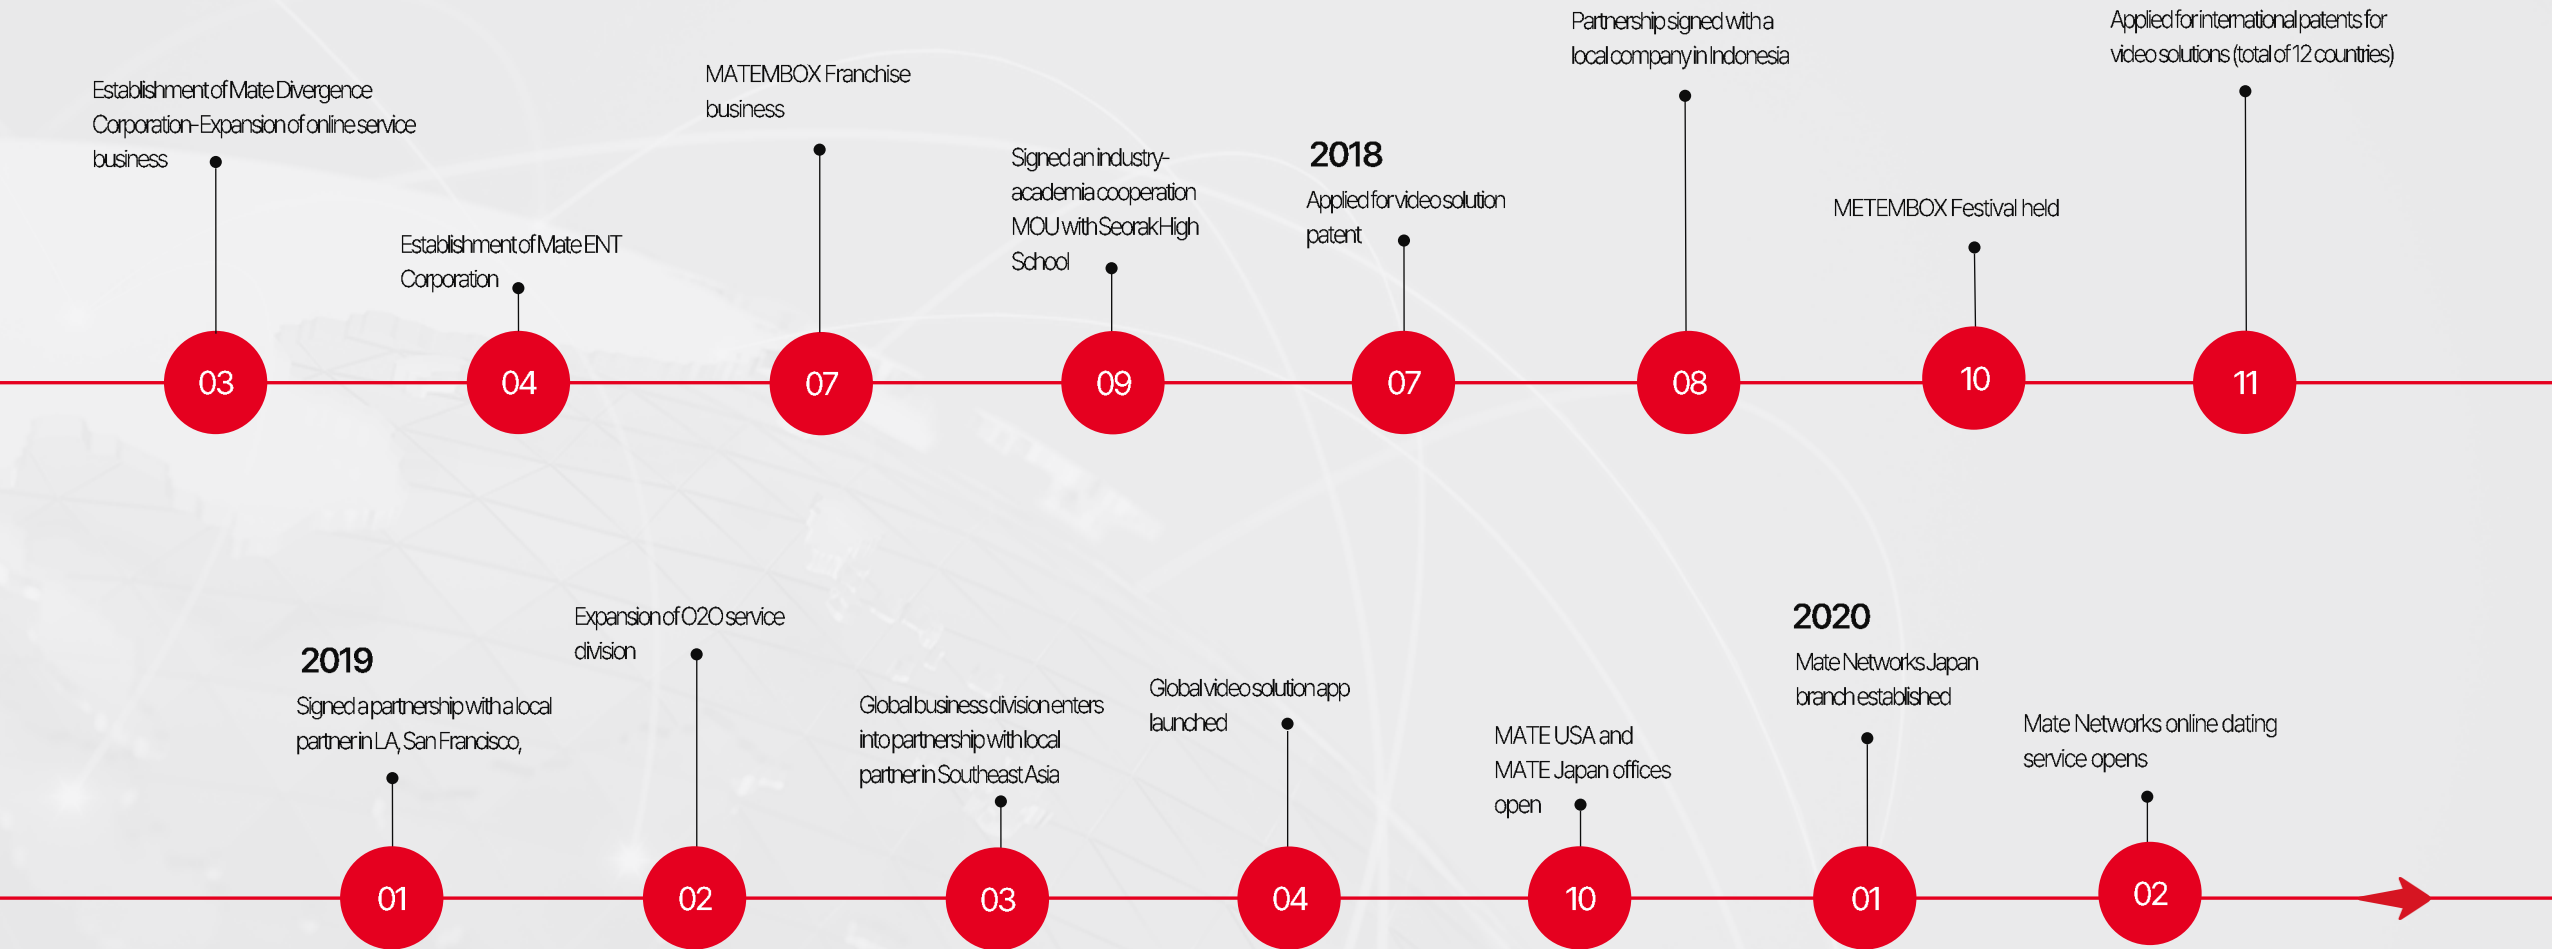 Establishment of Mate Divergence
Corporation-Expansion of online service
business
03
Establishment of Mate ENT
Corporation
04
MATEMBOX Franchise
business
07
Signed an industry-
academia cooperation
MOU with Seorak High
School
09
2018
Applied for video solution
patent
07
Partnership signed with a
local company in Indonesia
08
METEMBOX Festival held
10
Applied for international patents for
video solutions (total of 12 countries)
11
2019
Signed a partnership with a local
partner in LA, San Francisco,
01
Expansion of O2O service
division
02
Global business division enters
into partnership with local
partner in Southeast Asia
03
Global video solution app
launched
04
MATE USA and
MATE Japan offices
open
10
2020
Mate Networks Japan
branch established
01
Mate Networks online dating
service opens
02